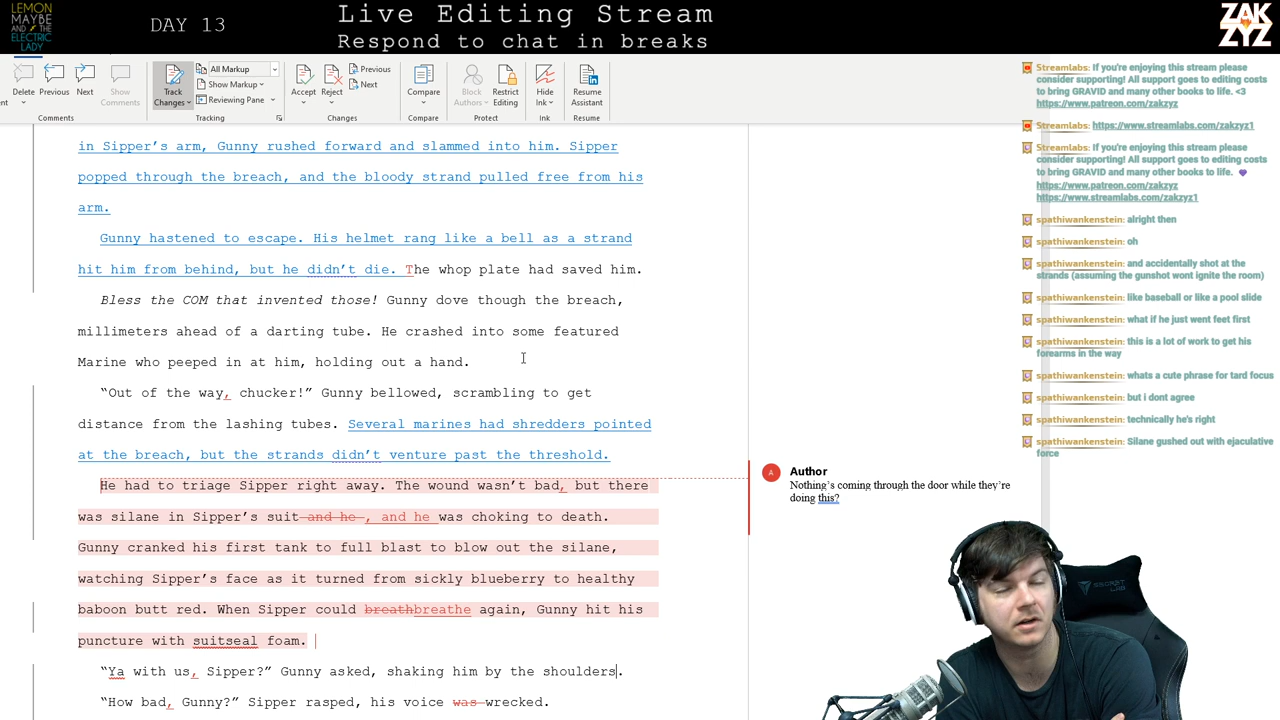 LEMON
MAYBE
AND THE
ELECTRIC
LADY
DAY 13
Live Editing Stream
Respond to chat in breaks
ZAK
ZYZ
Delete
Previous
Next
Show
Comments
Comments
Track
Changes
All Markup
Show Markup
Reviewing Pane
Tracking
Accept
Reject
Previous
Next
Changes
Compare
Compare
Block
Authors
Restrict
Editing
Protect
Hide
Ink
Ink
Resume
Assistant
Resume
in Sipper’s arm, Gunny rushed forward and slammed into him. Sipper
popped through the breach, and the bloody strand pulled free from his
arm.
Gunny hastened to escape. His helmet rang like a bell as a strand
hit him from behind, but he didn’t die. The whop plate had saved him.
Bless the COM that invented those! Gunny dove though the breach,
millimeters ahead of a darting tube. He crashed into some featured
Marine who peeped in at him, holding out a hand.
“Out of the way, chucker!” Gunny bellowed, scrambling to get
distance from the lashing tubes. Several marines had shredders pointed
at the breach, but the strands didn’t venture past the threshold.
He had to triage Sipper right away. The wound wasn’t bad, but there
was silane in Sipper’s suit and he , and he was choking to death.
Gunny cranked his first tank to full blast to blow out the silane,
watching Sipper’s face as it turned from sickly blueberry to healthy
baboon butt red. When Sipper could breathbreathe again, Gunny hit his
puncture with suitseal foam.
“Ya with us, Sipper?” Gunny asked, shaking him by the shoulders.
“How bad, Gunny?” Sipper rasped, his voice was wrecked.
A
Author
Nothing’s coming through the door while they’re
doing this?
Streamlabs: If you're enjoying this stream please
consider supporting! All support goes to editing costs
to bring GRAVID and many other books to life. <3
https://www.patreon.com/zakzyz
Streamlabs: https://www.streamlabs.com/zakzyz1
Streamlabs: If you're enjoying this stream please
consider supporting! All support goes to editing costs
to bring GRAVID and many other books to life. 💜
https://www.patreon.com/zakzyz
https://www.streamlabs.com/zakzyz1
spathiwankenstein: alright then
spathiwankenstein: oh
spathiwankenstein: and accidentally shot at the
strands (assuming the gunshot wont ignite the room)
spathiwankenstein: like baseball or like a pool slide
spathiwankenstein: what if he just went feet first
spathiwankenstein: this is a lot of work to get his
forearms in the way
spathiwankenstein: whats a cute phrase for tard focus
spathiwankenstein: but i dont agree
spathiwankenstein: technically he's right
spathiwankenstein: Silane gushed out with ejaculative
force
SECRETLAB